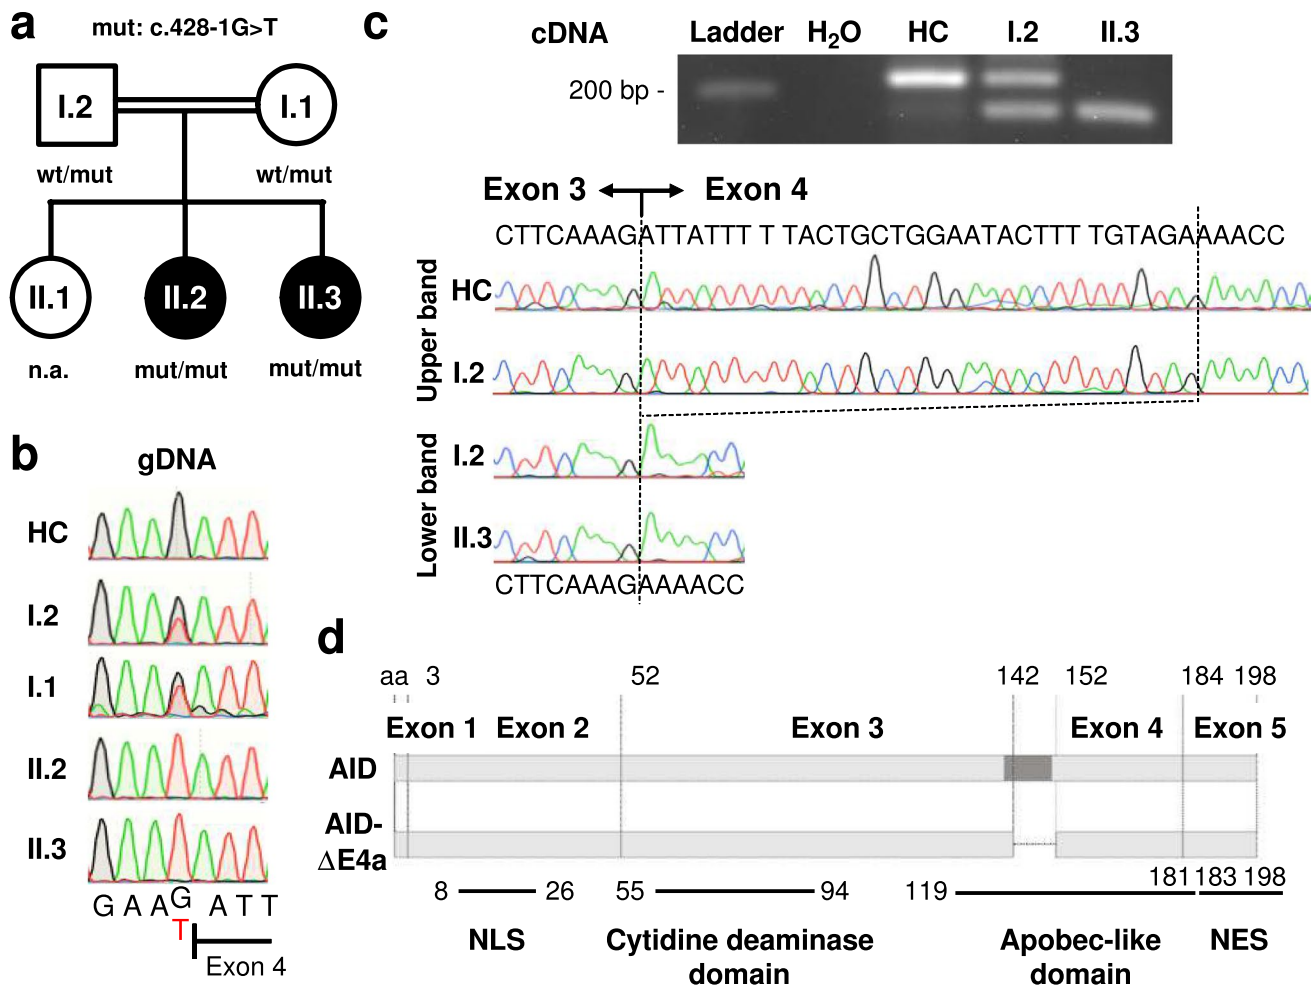 a
mut: c.428-1G>T
I.2
I.1
wt/mut
wt/mut
II.1
II.2
II.3
n.a.
mut/mut
mut/mut
b
gDNA
HC
I.2
I.1
II.2
II.3
G A A G A T T
T
Exon 4
c
cDNA
Ladder
H₂O
HC
I.2
II.3
200 bp -
Exon 3
Exon 4
CTTCAAAGATTATTT T TACTGCTGGAATACTTT TGTAGAAAACC
Upper band
HC
I.2
Lower band
I.2
II.3
CTTCAAAGAAAACC
d
aa 3 52 142 152 184 198
Exon 1 Exon 2 Exon 3 Exon 4 Exon 5
AID
AID-
ΔE4a
8 26 55 94 119 181 183 198
NLS
Cytidine deaminase
domain
Apobec-like
domain
NES